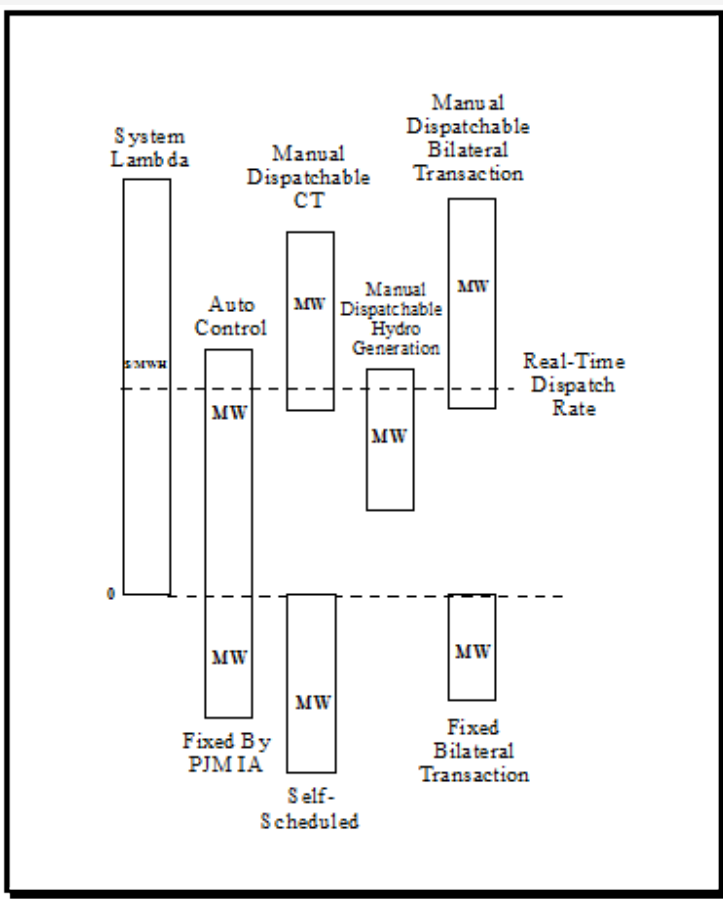 System
Lambda
Manual
Dispatchable
CT
Manual
Dispatchable
Bilateral
Transaction
Auto
Control
Manual
Dispatchable
Hydro
Generation
MW
MW
$/MWH
Real-Time
Dispatch
Rate
MW
MW
0
MW
MW
MW
Fixed By
PJM IA
Self-
Scheduled
Fixed
Bilateral
Transaction